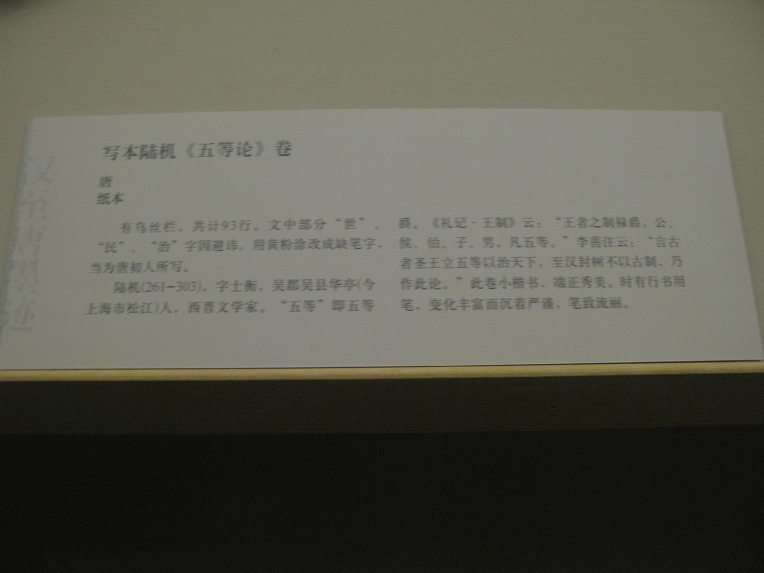 写本陆机《五等论》卷
唐
纸本
有乌丝栏，共计93行。文中部分“世”、
“民”、“治”字因避讳，用黄粉涂改或缺笔字，
当为唐初人所写。
陆机(261-303)，字士衡，吴郡吴县华亭(今
上海市松江)人，西晋文学家。“五等”即五等
爵。《礼记·王制》云：“王者之制禄爵，公、
侯、伯、子、男，凡五等。”李善注云：“言古
者圣王立五等以治天下，至汉封树不以古制，乃
作此论。”此卷小楷书，端正秀美。时有行书用
笔，变化丰富而沉着严谨，笔致流丽。